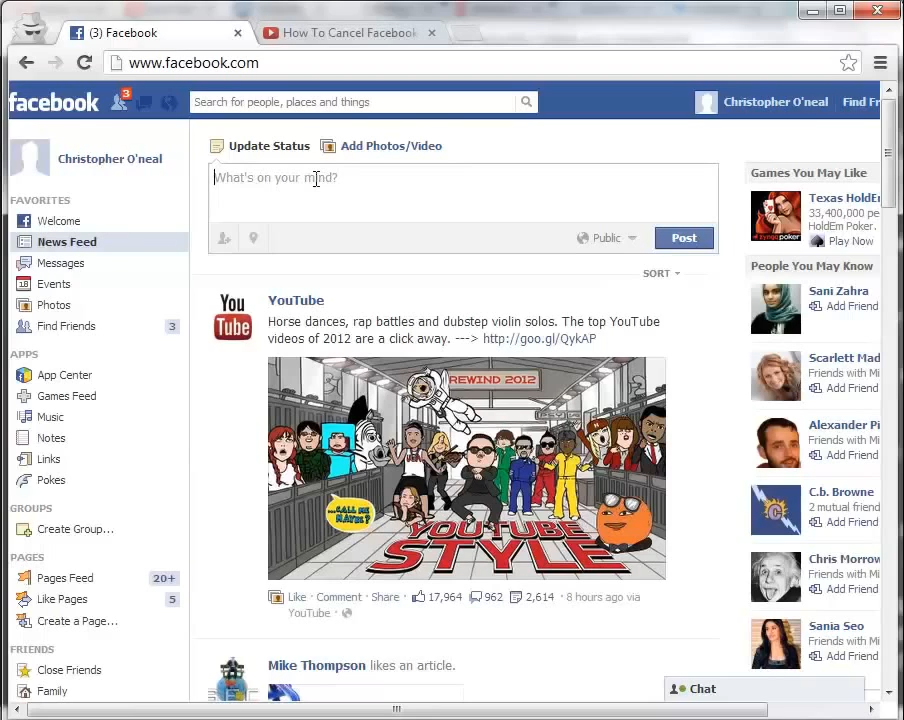 (3) Facebook
How To Cancel Facebook
www.facebook.com
facebook
3
Search for people, places and things
Christopher O'neal
Find Fr
Christopher O'neal
FAVORITES
Welcome
News Feed
Messages
18
Events
Photos
Find Friends
3
APPS
App Center
Games Feed
Music
Notes
Links
Pokes
GROUPS
Create Group...
PAGES
Pages Feed
20+
Like Pages
5
Create a Page...
FRIENDS
Close Friends
Family
Update Status
Add Photos/Video
What's on your mind?
Public
Post
SORT
You
Tube
YouTube
Horse dances, rap battles and dubstep violin solos. The top YouTube
videos of 2012 are a click away. ---> http://goo.gl/QykAP
REWIND 2012
...CALL ME
MAYBE?
YOUTUBE
STYLE
Like · Comment · Share · 17,964 962 2,614 · 8 hours ago via
YouTube ·
Mike Thompson likes an article.
Games You May Like
zynga poker
Texas HoldE
33,400,000 pe
HoldEm Poker.
Play Now
People You May Know
Sani Zahra
Add Friend
Scarlett Mad
Friends with Mi
Add Friend
Alexander Pi
Friends with Mi
Add Friend
C.b. Browne
2 mutual friend
Add Friend
Chris Morrow
Friends with Mi
Add Friend
Sania Seo
Friends with Mi
Add Friend
Chat